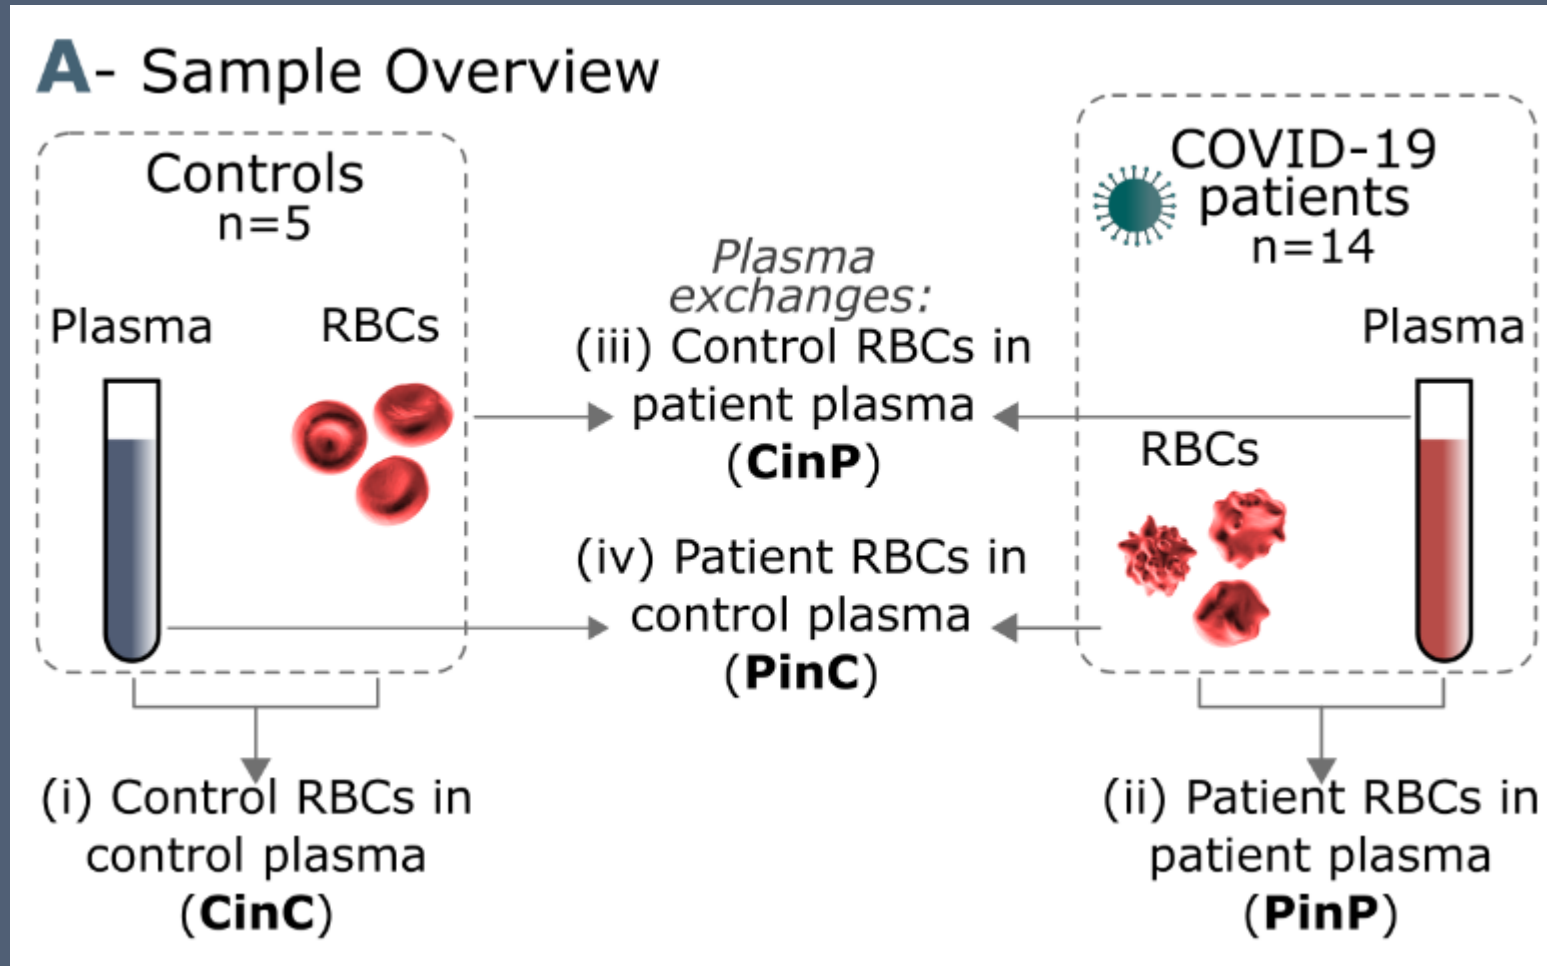 A- Sample Overview
Controls
n=5
Plasma
RBCs
Plasma
exchanges:
(iii) Control RBCs in
patient plasma
(CinP)
(iv) Patient RBCs in
control plasma
(PinC)
COVID-19
patients
n=14
Plasma
RBCs
(i) Control RBCs in
control plasma
(CinC)
(ii) Patient RBCs in
patient plasma
(PinP)